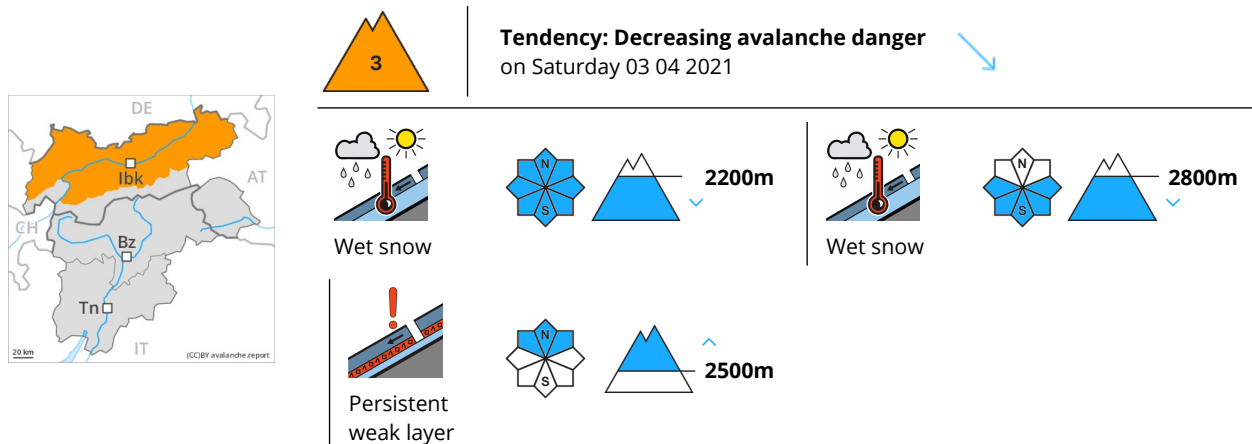 3
Tendency: Decreasing avalanche danger
on Saturday 03 04 2021
DE
Ibk
AT
CH
Bz
Tn
IT
20 km
(CC)BY avalanche.report
N
S
2200m
Wet snow
N
S
2800m
Wet snow
N
S
2500m
Persistent
weak layer